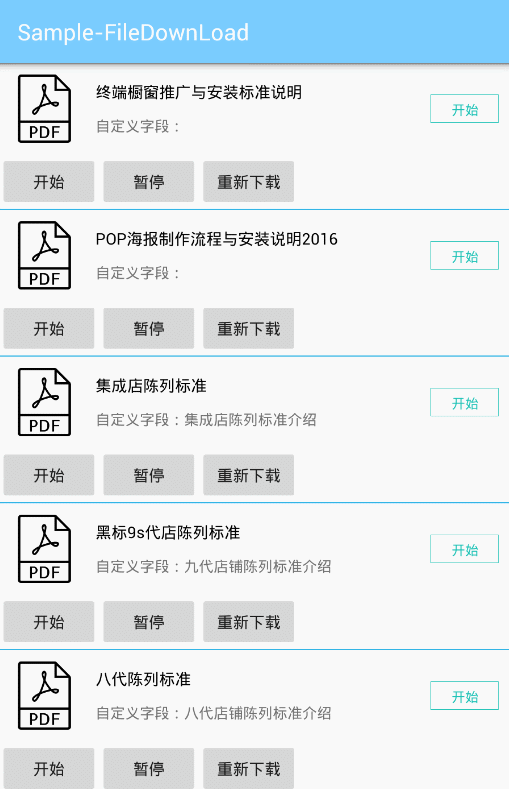 Sample-FileDownLoad
终端橱窗推广与安装标准说明
自定义字段：
开始
PDF
开始 暂停 重新下载
POP海报制作流程与安装说明2016
自定义字段：
开始
PDF
开始 暂停 重新下载
集成店陈列标准
自定义字段：集成店陈列标准介绍
开始
PDF
开始 暂停 重新下载
黑标9s代店陈列标准
自定义字段：九代店铺陈列标准介绍
开始
PDF
开始 暂停 重新下载
八代陈列标准
自定义字段：八代店铺陈列标准介绍
开始
PDF
开始 暂停 重新下载